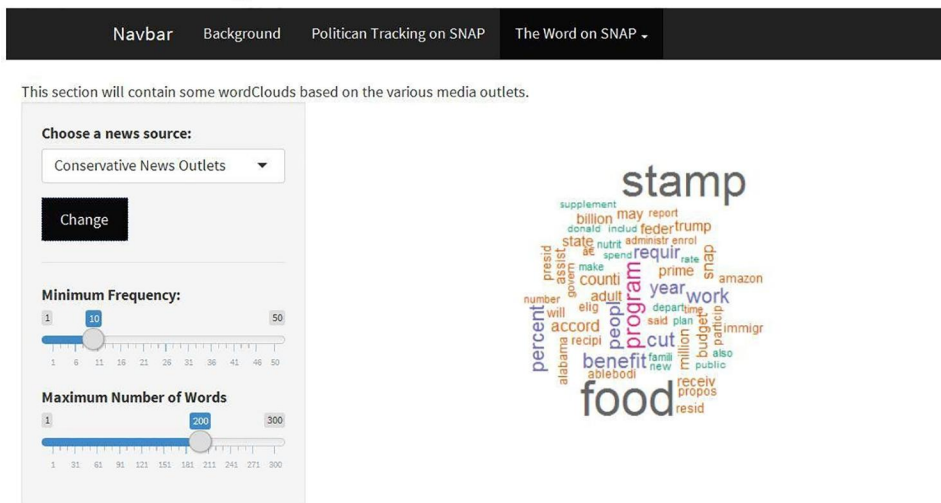 Navbar Background Politican Tracking on SNAP The Word on SNAP
This section will contain some wordClouds based on the various media outlets.
Choose a news source:
Conservative News Outlets
Change
Minimum Frequency:
1 10 50
1 6 11 16 21 26 31 36 41 46 50
Maximum Number of Words
1 200 300
1 31 61 91 121 151 181 211 241 271 300
stamp
supplement
billion may report
donald includ feder trump
state nutrit administr enrol
presid assist â€ spend requir rate snap
govern make counti prime amazon
number will elig adult peopl program year work
percent accord said depart time plan particip
alabama recipi cut million budget immigr
benefit famili new also public
ablebodi receiv
food propos
resid